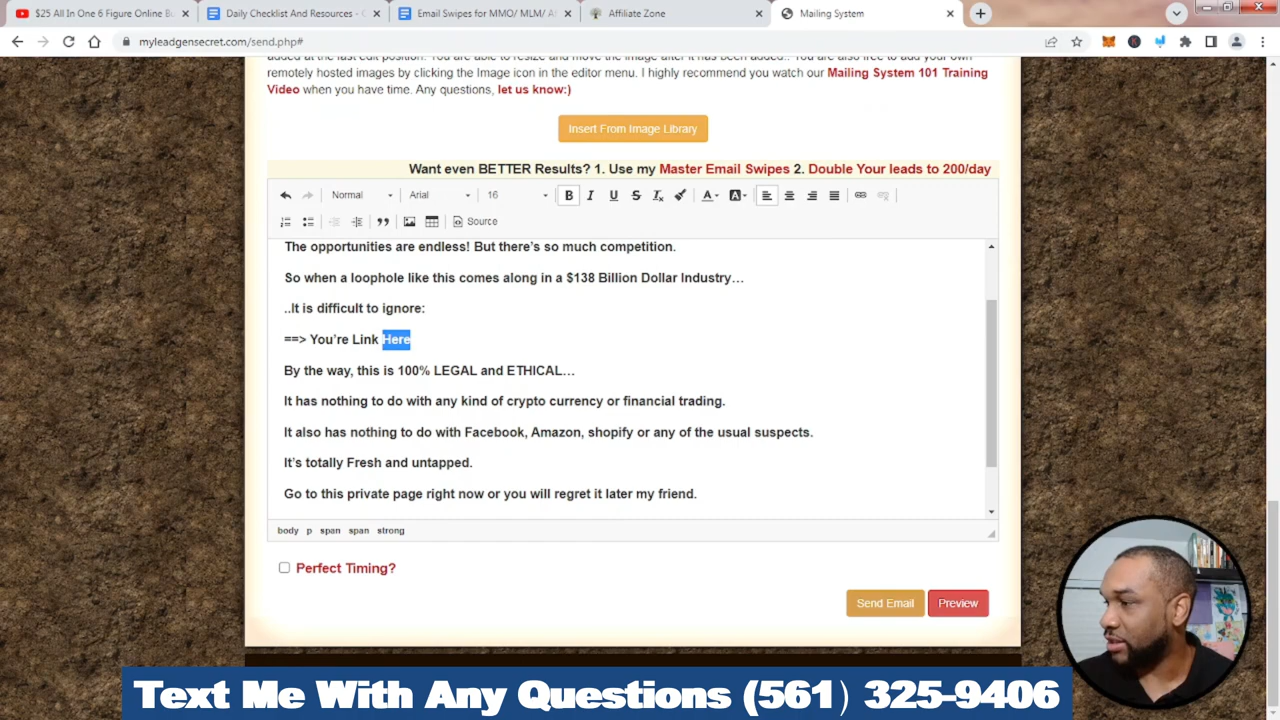 $25 All In One 6 Figure Online Bu
Daily Checklist And Resources - G
Email Swipes for MMO/ MLM/ A
Affiliate Zone
Mailing System
myleadgensecret.com/send.php#
added at the last edit position. You are able to resize and move the image after it has been added.. You are also free to add your own
remotely hosted images by clicking the Image icon in the editor menu. I highly recommend you watch our Mailing System 101 Training
Video when you have time. Any questions, let us know:)
Insert From Image Library
Want even BETTER Results? 1. Use my Master Email Swipes 2. Double Your leads to 200/day
Normal Arial 16 B I U S
Source
The opportunities are endless! But there's so much competition.
So when a loophole like this comes along in a $138 Billion Dollar Industry…
..It is difficult to ignore:
==> You're Link Here
By the way, this is 100% LEGAL and ETHICAL…
It has nothing to do with any kind of crypto currency or financial trading.
It also has nothing to do with Facebook, Amazon, shopify or any of the usual suspects.
It's totally Fresh and untapped.
Go to this private page right now or you will regret it later my friend.
body p span span strong
Perfect Timing?
Send Email Preview
Text Me With Any Questions (561) 325-9406